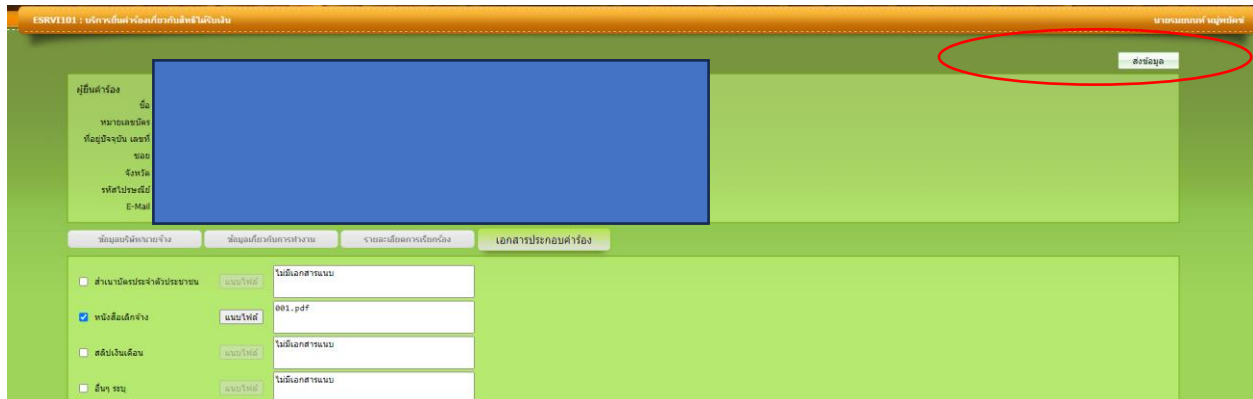 ESRVI101 : บริการยื่นคำร้องเกี่ยวกับสิทธิได้รับเงิน
ส่งข้อมูล
ผู้ยื่นคำร้อง
ชื่อ
หมายเลขบัตร
ที่อยู่ปัจจุบัน เลขที่
ซอย
จังหวัด
รหัสไปรษณีย์
E-Mail
ข้อมูลบริษัทนายจ้าง ข้อมูลเกี่ยวกับการทำงาน รายละเอียดการเรียกร้อง เอกสารประกอบคำร้อง
สำเนาบัตรประจำตัวประชาชน แนบไฟล์ ไม่มีเอกสารแนบ
หนังสือเลิกจ้าง แนบไฟล์ 001.pdf
สลิปเงินเดือน แนบไฟล์ ไม่มีเอกสารแนบ
อื่นๆ ระบุ แนบไฟล์ ไม่มีเอกสารแนบ